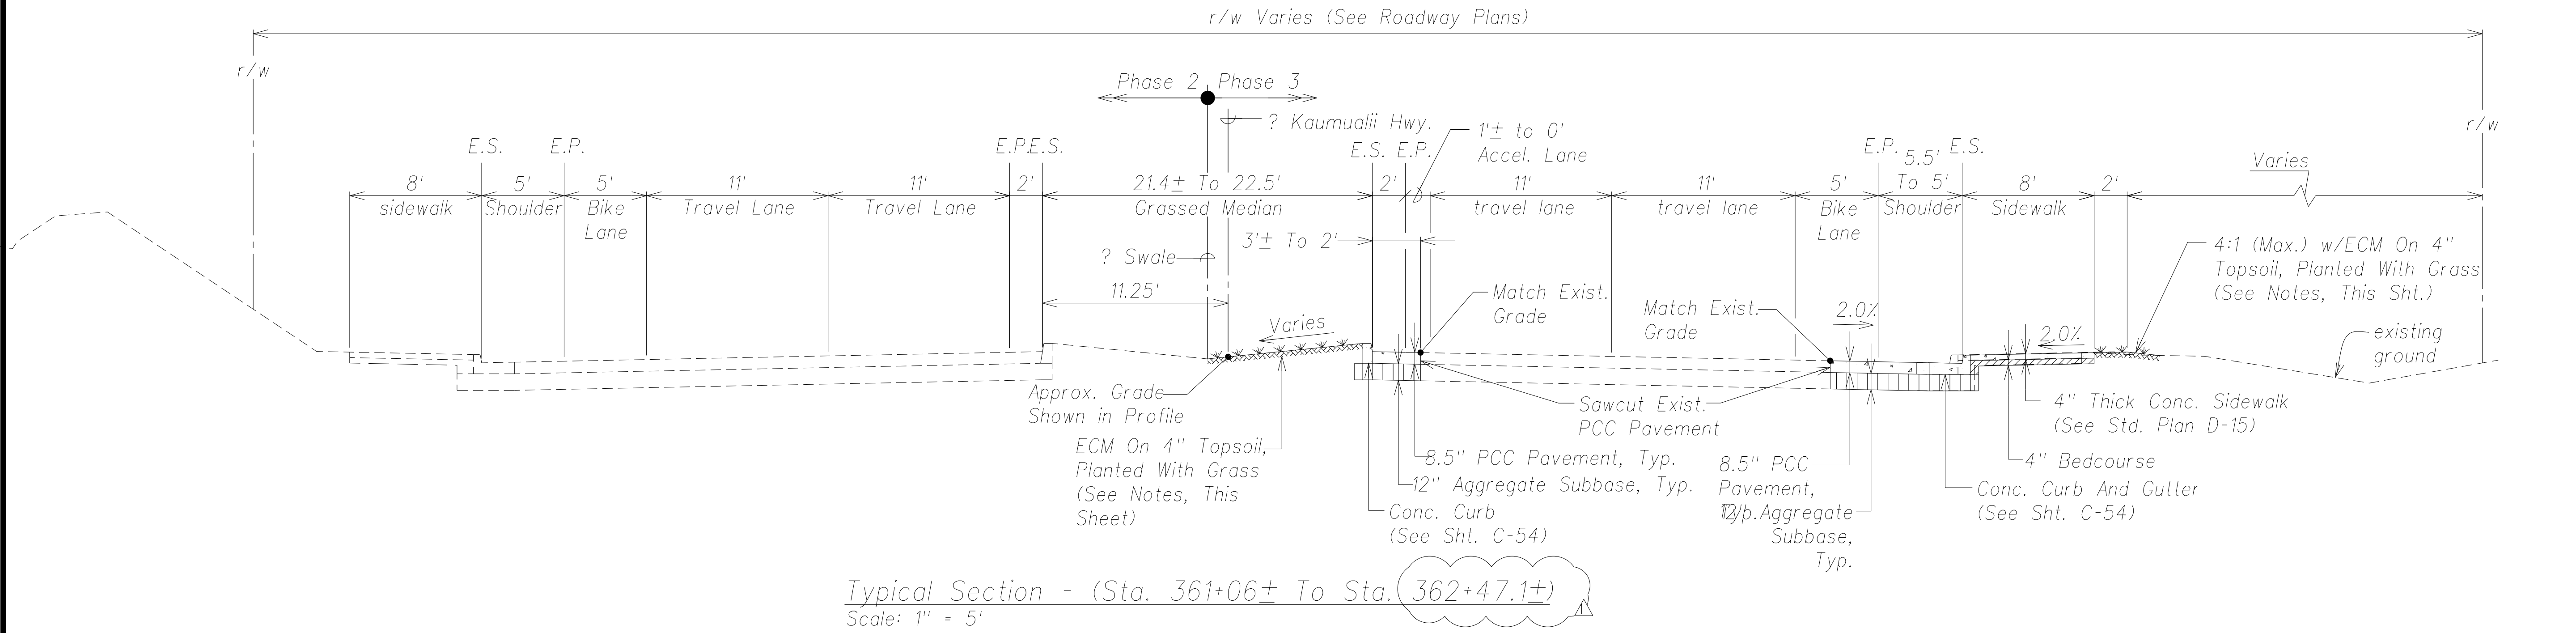 r/w Varies (See Roadway Plans)
r/w
r/w
Phase 2
Phase 3
? Kaumualii Hwy.
1'± to 0'
Accel. Lane
E.S.
E.P.
E.P.
E.S.
E.S.
E.P.
E.P.
E.S.
8'
sidewalk
5'
Shoulder
5'
Bike
Lane
11'
Travel Lane
11'
Travel Lane
2'
21.4± To 22.5'
Grassed Median
2'
11'
travel lane
11'
travel lane
5'
Bike
Lane
5.5'
To 5'
Shoulder
8'
Sidewalk
2'
Varies
3'± To 2'
? Swale
11.25'
Varies
Match Exist.
Grade
Match Exist.
Grade
2.0%
2.0%
4:1 (Max.) w/ECM On 4"
Topsoil, Planted With Grass
(See Notes, This Sht.)
existing
ground
Approx. Grade
Shown in Profile
ECM On 4" Topsoil,
Planted With Grass
(See Notes, This
Sheet)
Sawcut Exist.
PCC Pavement
8.5" PCC Pavement, Typ.
12" Aggregate Subbase, Typ.
Conc. Curb
(See Sht. C-54)
8.5" PCC
Pavement,
Typ.
12" Aggregate
Subbase,
Typ.
4" Thick Conc. Sidewalk
(See Std. Plan D-15)
4" Bedcourse
Conc. Curb And Gutter
(See Sht. C-54)
Typical Section - (Sta. 361+06± To Sta. 362+47.1±)
1
Scale: 1" = 5'